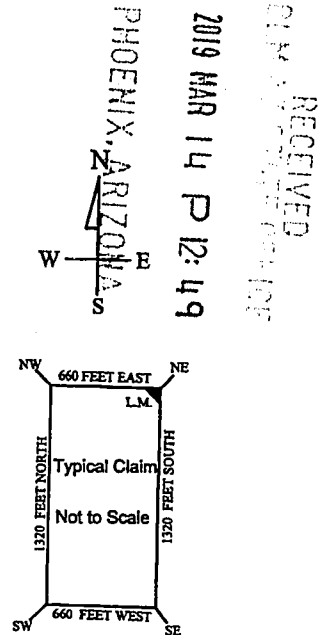 RECEIVED
2019 MAR 14 P 12:49
PHOENIX, ARIZONA
N
W E
S
NW NE
660 FEET EAST
L.M.
1320 FEET NORTH
Typical Claim
Not to Scale
1320 FEET SOUTH
660 FEET WEST
SW SE